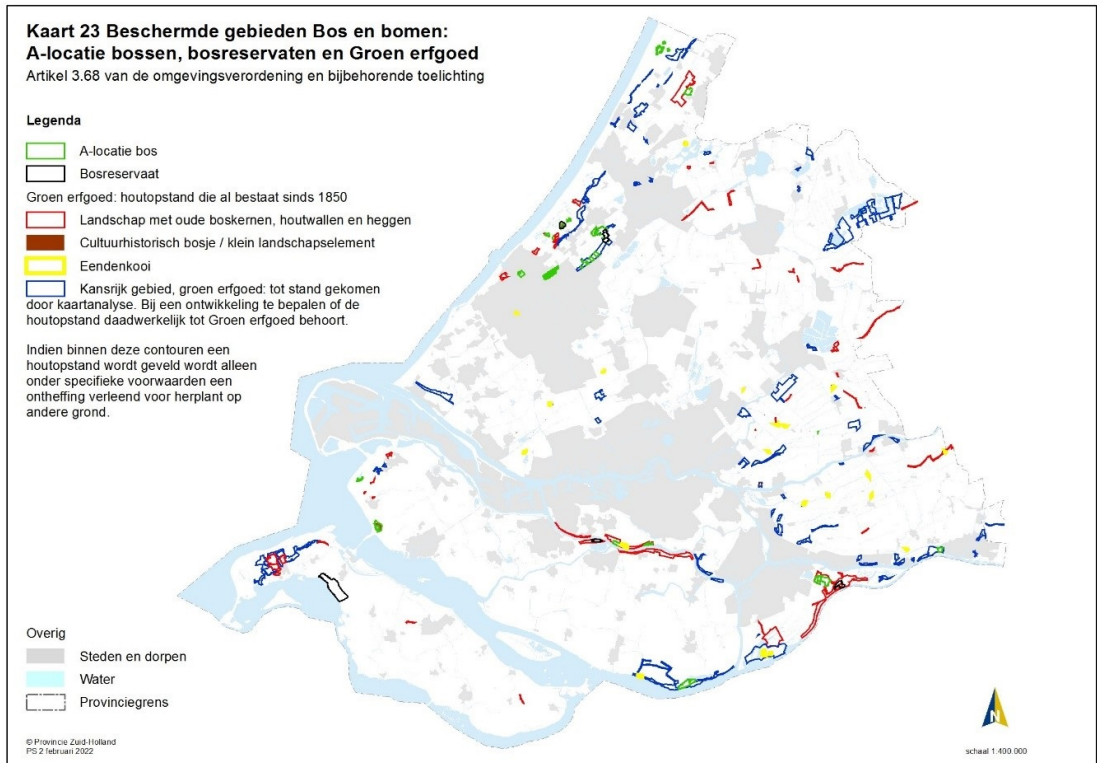 Kaart 23 Beschermde gebieden Bos en bomen:
A-locatie bossen, bosreservaten en Groen erfgoed
Artikel 3.68 van de omgevingsverordening en bijbehorende toelichting
Legenda
A-locatie bos
Bosreservaat
Groen erfgoed: houtopstand die al bestaat sinds 1850
Landschap met oude boskernen, houtwallen en heggen
Cultuurhistorisch bosje / klein landschapselement
Eendenkooi
Kansrijk gebied, groen erfgoed: tot stand gekomen
door kaartanalyse. Bij een ontwikkeling te bepalen of de
houtopstand daadwerkelijk tot Groen erfgoed behoort.
Indien binnen deze contouren een
houtopstand wordt geveld wordt alleen
onder specifieke voorwaarden een
ontheffing verleend voor herplant op
andere grond.
Overig
Steden en dorpen
Water
Provinciegrens
© Provincie Zuid-Holland
PS 2 februari 2022
N
schaal 1:400.000